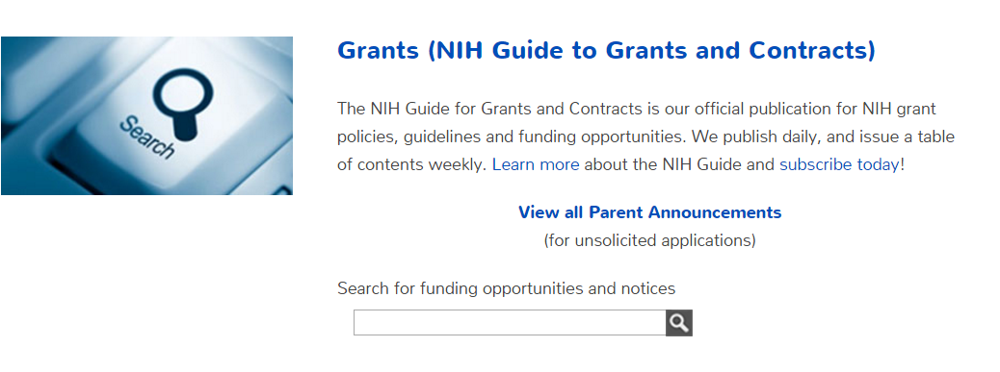 Search
Grants (NIH Guide to Grants and Contracts)
The NIH Guide for Grants and Contracts is our official publication for NIH grant
policies, guidelines and funding opportunities. We publish daily, and issue a table
of contents weekly. Learn more about the NIH Guide and subscribe today!
View all Parent Announcements
(for unsolicited applications)
Search for funding opportunities and notices